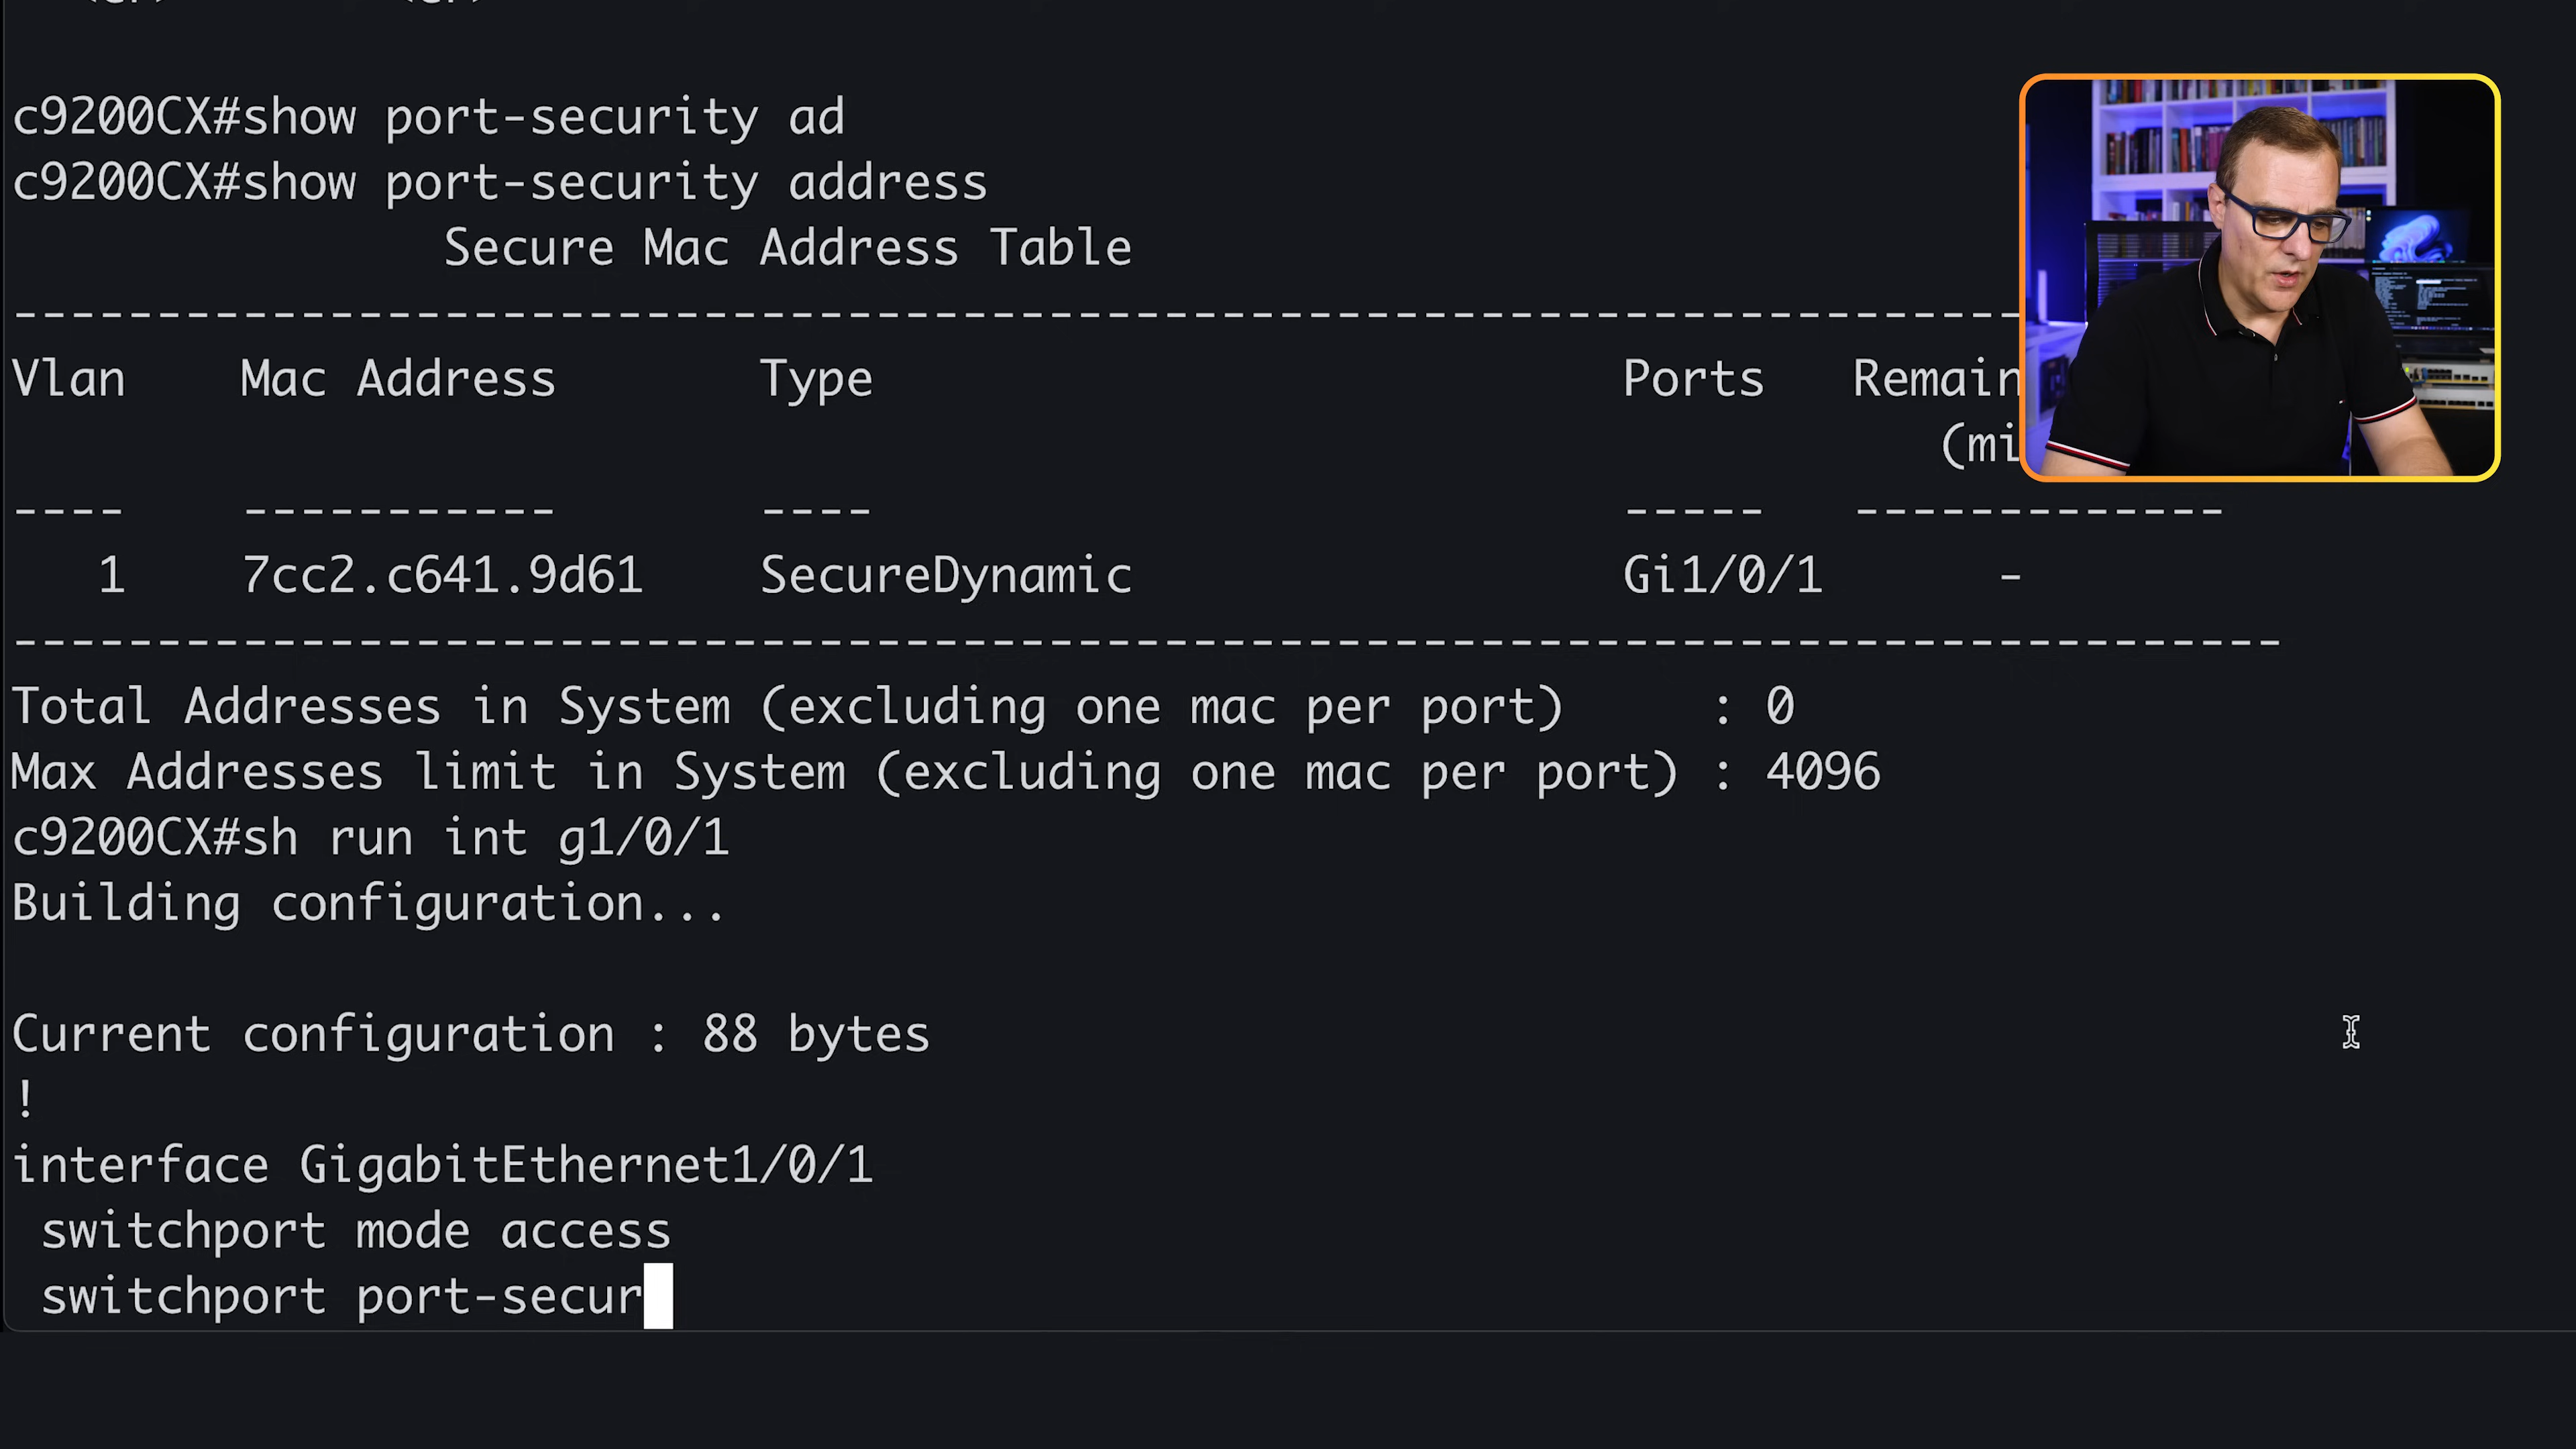 c9200CX#show port-security ad
c9200CX#show port-security address
Secure Mac Address Table
--------------------------------------------------------------------
Vlan Mac Address Type Ports Remain
(mi
---- ----------- ---- ----- -------------
1 7cc2.c641.9d61 SecureDynamic Gi1/0/1 -
-------------------------------------------------------------------------------
Total Addresses in System (excluding one mac per port) : 0
Max Addresses limit in System (excluding one mac per port) : 4096
c9200CX#sh run int g1/0/1
Building configuration...
Current configuration : 88 bytes
!
interface GigabitEthernet1/0/1
switchport mode access
switchport port-secur